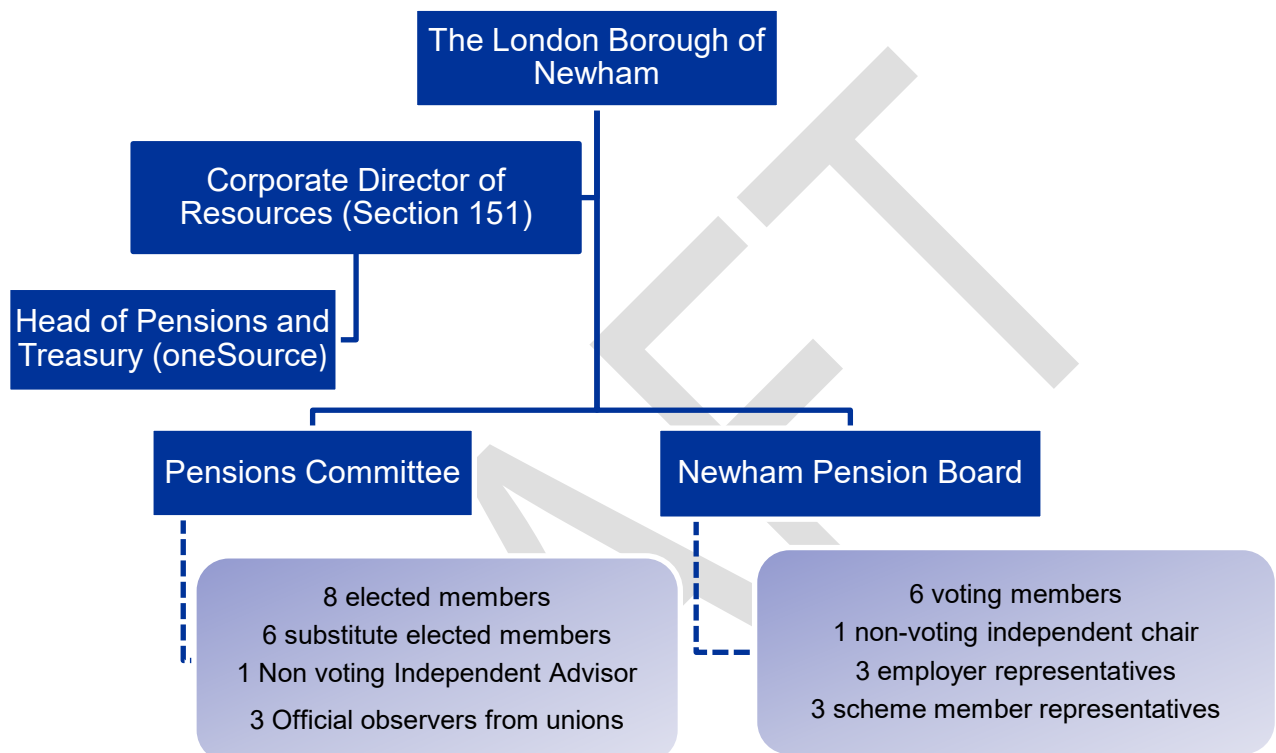 The London Borough of
Newham
Corporate Director of
Resources (Section 151)
Head of Pensions and
Treasury (oneSource)
Pensions Committee
Newham Pension Board
8 elected members
6 substitute elected members
1 Non voting Independent Advisor
3 Official observers from unions
6 voting members
1 non-voting independent chair
3 employer representatives
3 scheme member representatives